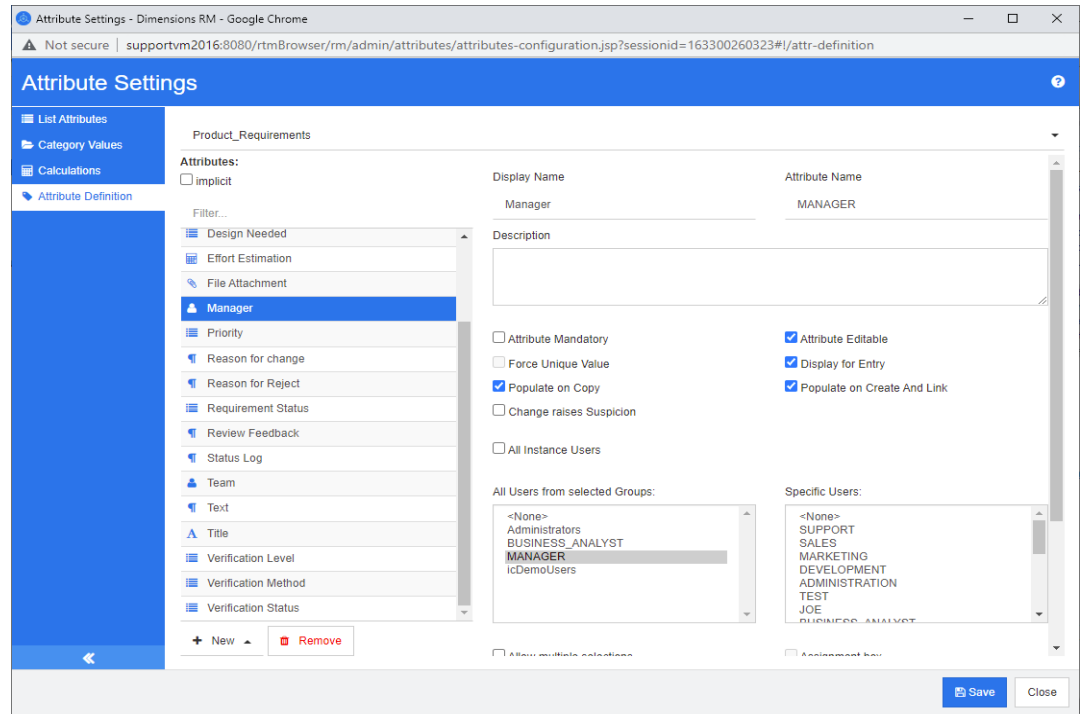 Attribute Settings - Dimensions RM - Google Chrome
Not secure | supportvm2016:8080/rtmBrowser/rm/admin/attributes/attributes-configuration.jsp?sessionid=163300260323#!/attr-definition
Attribute Settings
List Attributes
Category Values
Calculations
Attribute Definition
Product_Requirements
Attributes:
implicit
Filter...
Design Needed
Effort Estimation
File Attachment
Manager
Priority
Reason for change
Reason for Reject
Requirement Status
Review Feedback
Status Log
Team
Text
Title
Verification Level
Verification Method
Verification Status
New
Remove
Display Name
Attribute Name
Manager
MANAGER
Description
Attribute Mandatory
Attribute Editable
Force Unique Value
Display for Entry
Populate on Copy
Populate on Create And Link
Change raises Suspicion
All Instance Users
All Users from selected Groups:
<None>
Administrators
BUSINESS_ANALYST
MANAGER
icDemoUsers
Specific Users:
<None>
SUPPORT
SALES
MARKETING
DEVELOPMENT
ADMINISTRATION
TEST
JOE
BUSINESS_ANALYST
Allow multiple selections
Assignment box
Save
Close